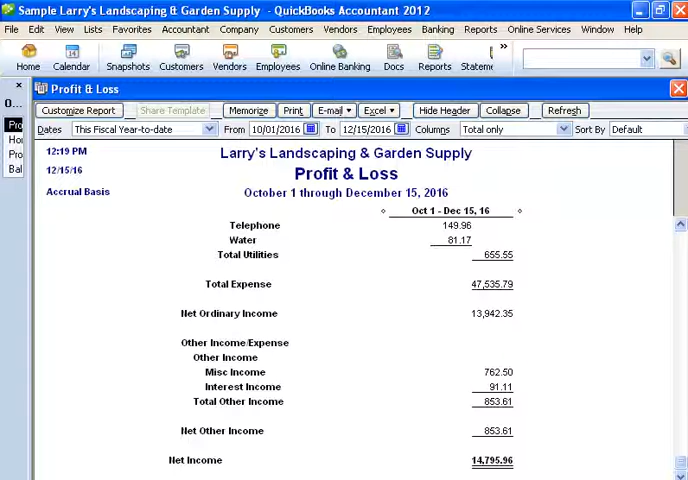 Sample Larry's Landscaping & Garden Supply - QuickBooks Accountant 2012
File Edit View Lists Favorites Accountant Company Customers Vendors Employees Banking Reports Online Services Window Help
Home Calendar Snapshots Customers Vendors Employees Online Banking Docs Reports Stateme
Profit & Loss
O...
Customize Report Share Template Memorize Print E-mail Excel Hide Header Collapse Refresh
Pro
Dates This Fiscal Year-to-date From 10/01/2016 To 12/15/2016 Columns Total only Sort By Default
Hor
Pro
Bal
12:19 PM Larry's Landscaping & Garden Supply
12/15/16 Profit & Loss
Accrual Basis October 1 through December 15, 2016
Oct 1 - Dec 15, 16
Telephone 149.96
Water 81.17
Total Utilities 655.55
Total Expense 47,535.79
Net Ordinary Income 13,942.35
Other Income/Expense
Other Income
Misc Income 762.50
Interest Income 91.11
Total Other Income 853.61
Net Other Income 853.61
Net Income 14,795.96